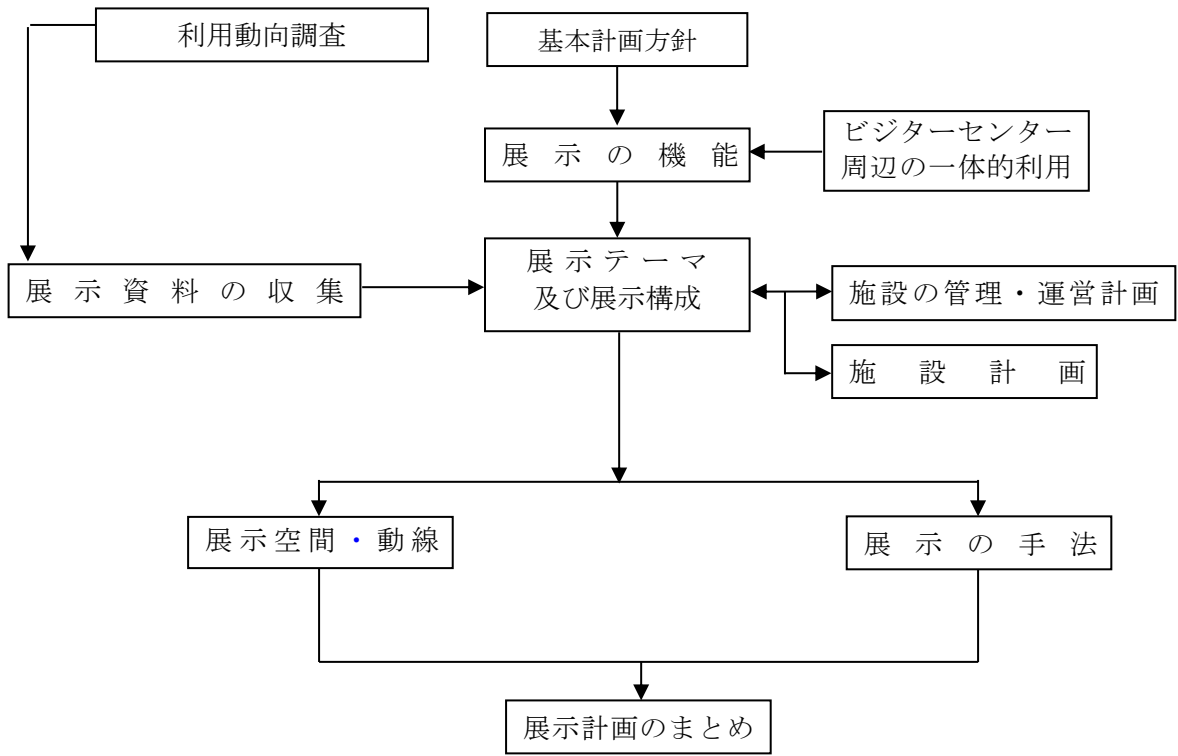 利用動向調査
基本計画方針
展示の機能
ビジターセンター
周辺の一体的利用
展示資料の収集
展示テーマ
及び展示構成
施設の管理・運営計画
施設計画
展示空間・動線
展示の手法
展示計画のまとめ